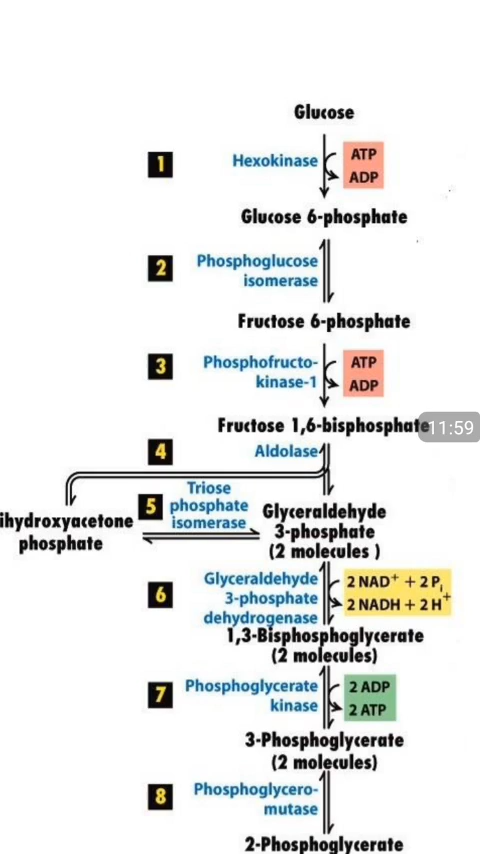 Glucose
1
Hexokinase
ATP
ADP
Glucose 6-phosphate
2
Phosphoglucose
isomerase
Fructose 6-phosphate
3
Phosphofructo-
kinase-1
ATP
ADP
Fructose 1,6-bisphosphate
11:59
4
Aldolase
5
Triose
phosphate
isomerase
ihydroxyacetone
phosphate
Glyceraldehyde
3-phosphate
(2 molecules )
6
Glyceraldehyde
3-phosphate
dehydrogenase
2 NAD+ + 2 Pi
2 NADH + 2 H+
1,3-Bisphosphoglycerate
(2 molecules)
7
Phosphoglycerate
kinase
2 ADP
2 ATP
3-Phosphoglycerate
(2 molecules)
8
Phosphoglycero-
mutase
2-Phosphoglycerate